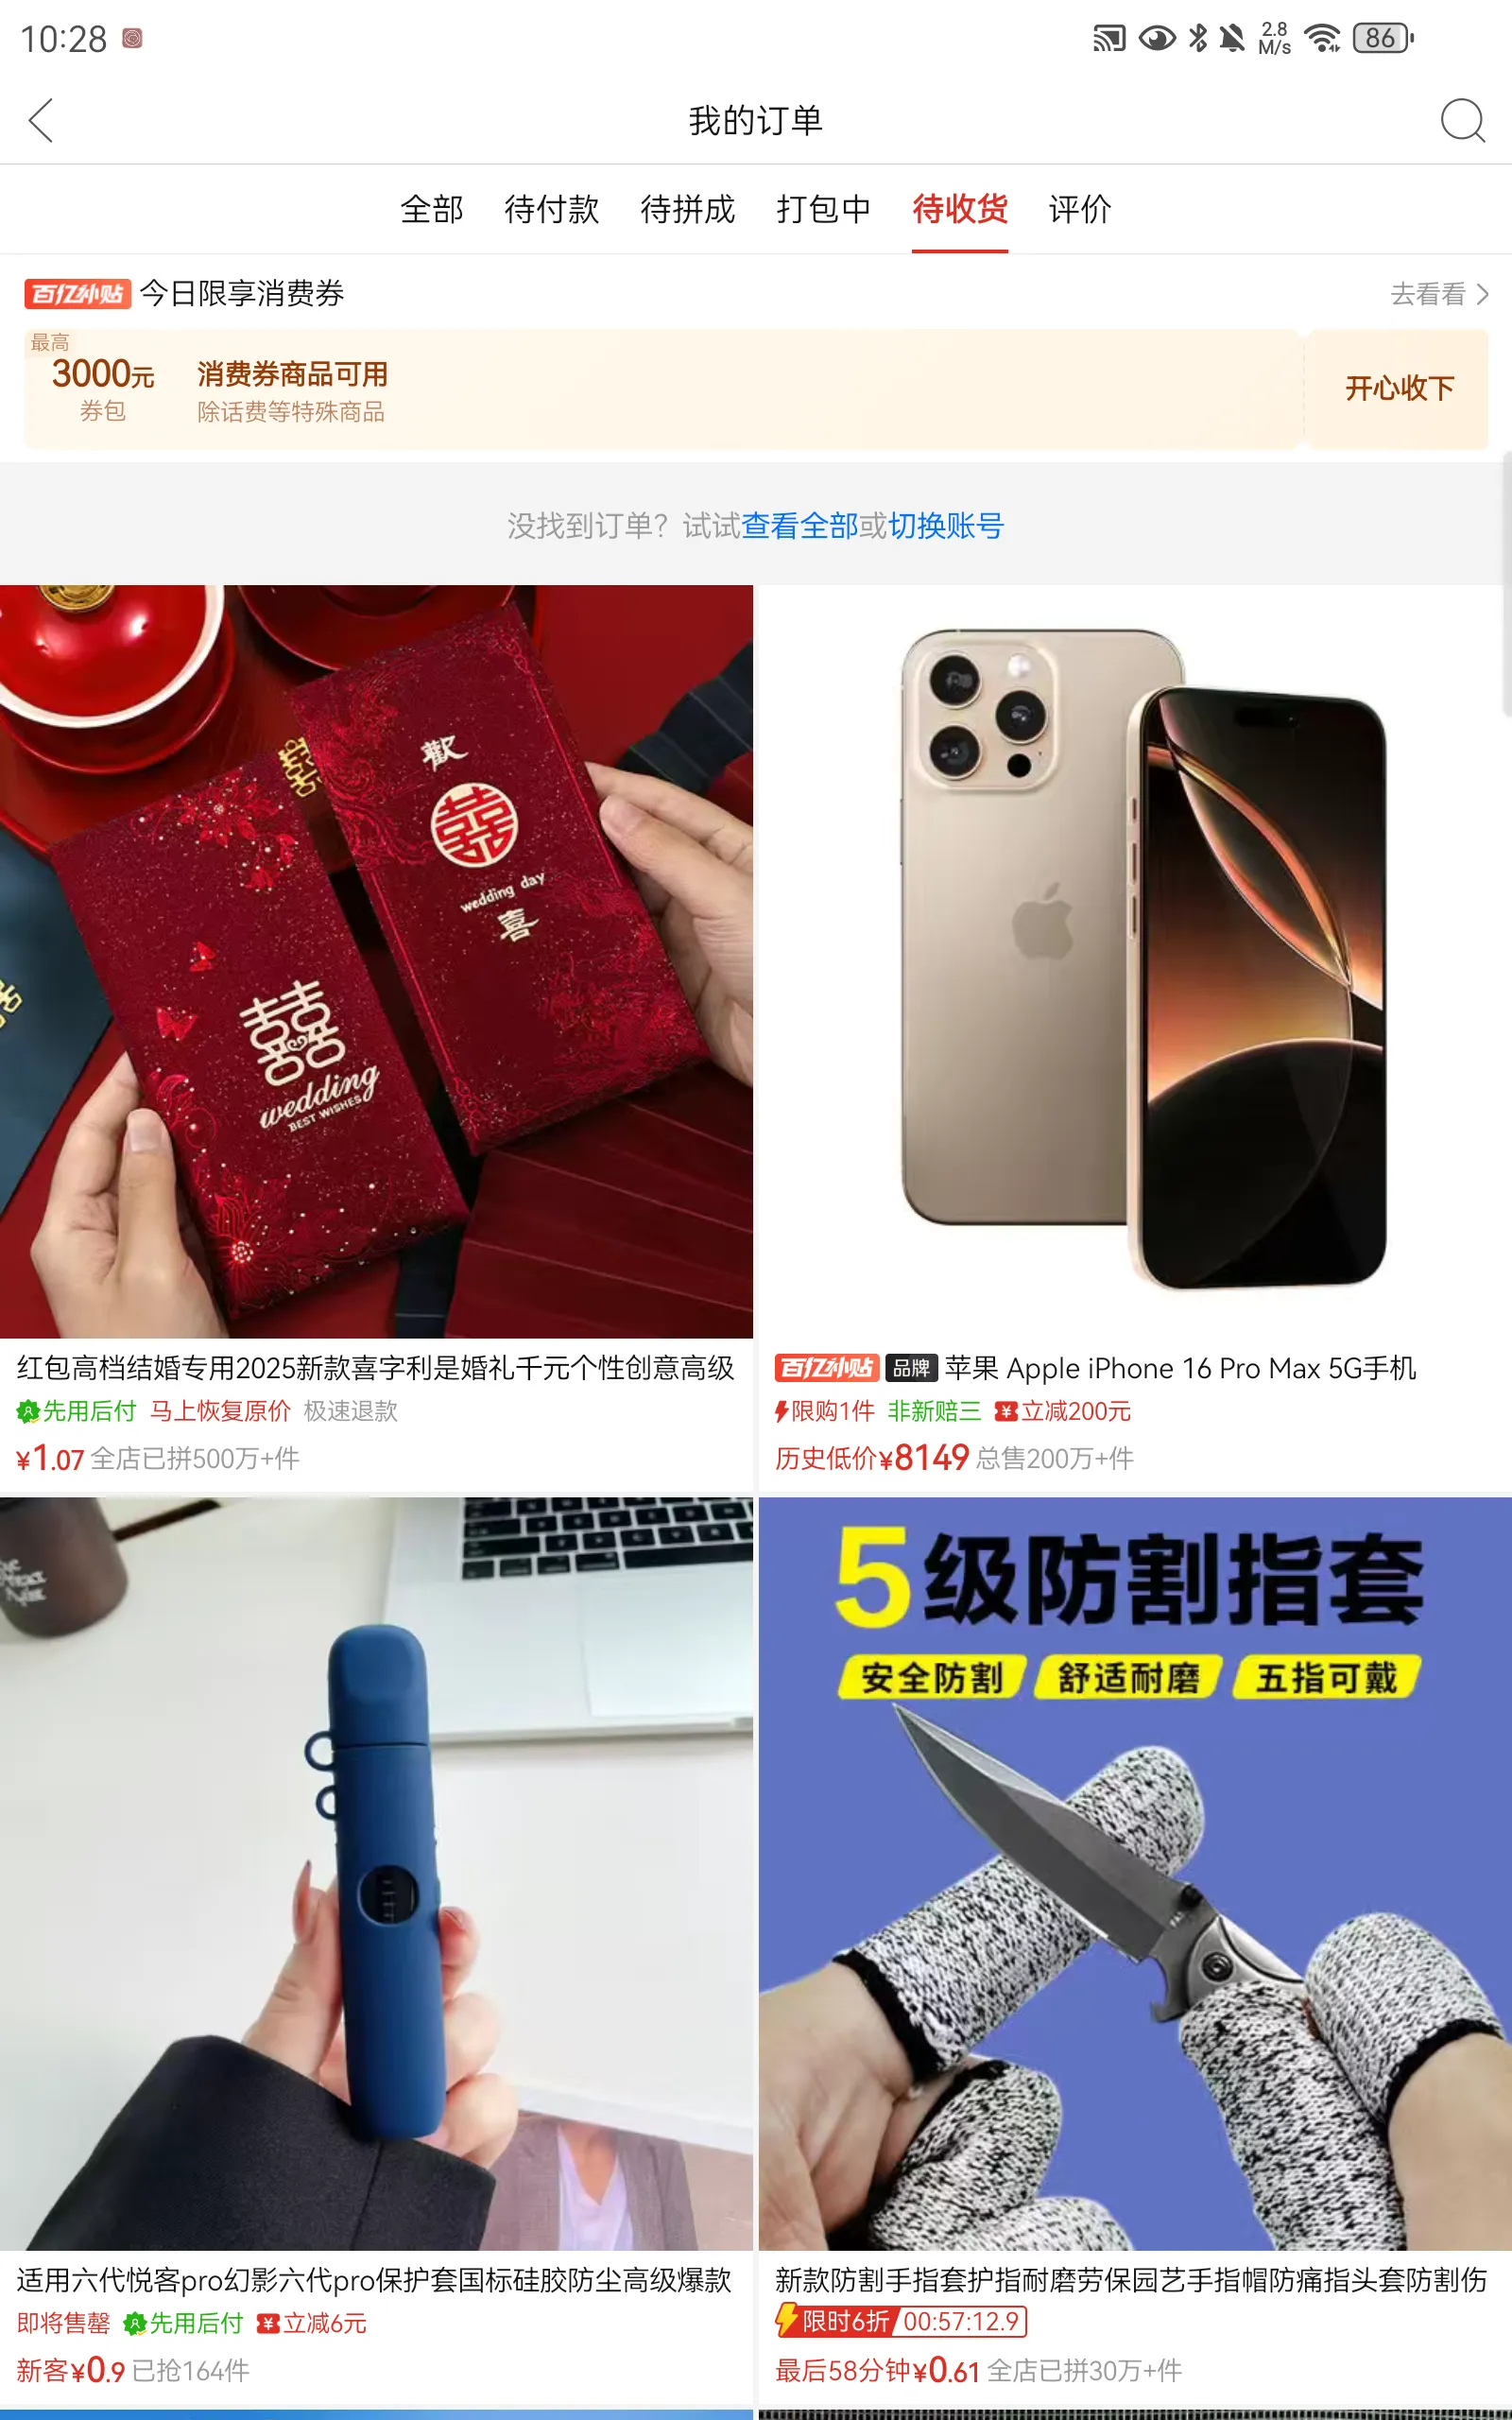 10:28
2.8 M/s
86
我的订单
全部 待付款 待拼成 打包中 待收货 评价
百亿补贴 今日限享消费券 去看看
最高
3000元 消费券商品可用
券包 除话费等特殊商品
开心收下
没找到订单？试试查看全部或切换账号
歡
囍
wedding day
喜
囍
wedding
BEST WISHES
红包高档结婚专用2025新款喜字利是婚礼千元个性创意高级
先用后付 马上恢复原价 极速退款
¥1.07 全店已拼500万+件
百亿补贴 品牌 苹果 Apple iPhone 16 Pro Max 5G手机
限购1件 非新赔三 ¥立减200元
历史低价¥8149 总售200万+件
5级防割指套
安全防割 舒适耐磨 五指可戴
适用六代悦客pro幻影六代pro保护套国标硅胶防尘高级爆款
即将售罄 先用后付 ¥立减6元
新客¥0.9 已抢164件
新款防割手指套护指耐磨劳保园艺手指帽防痛指头套防割伤
限时6折 00:57:12.9
最后58分钟¥0.61 全店已拼30万+件